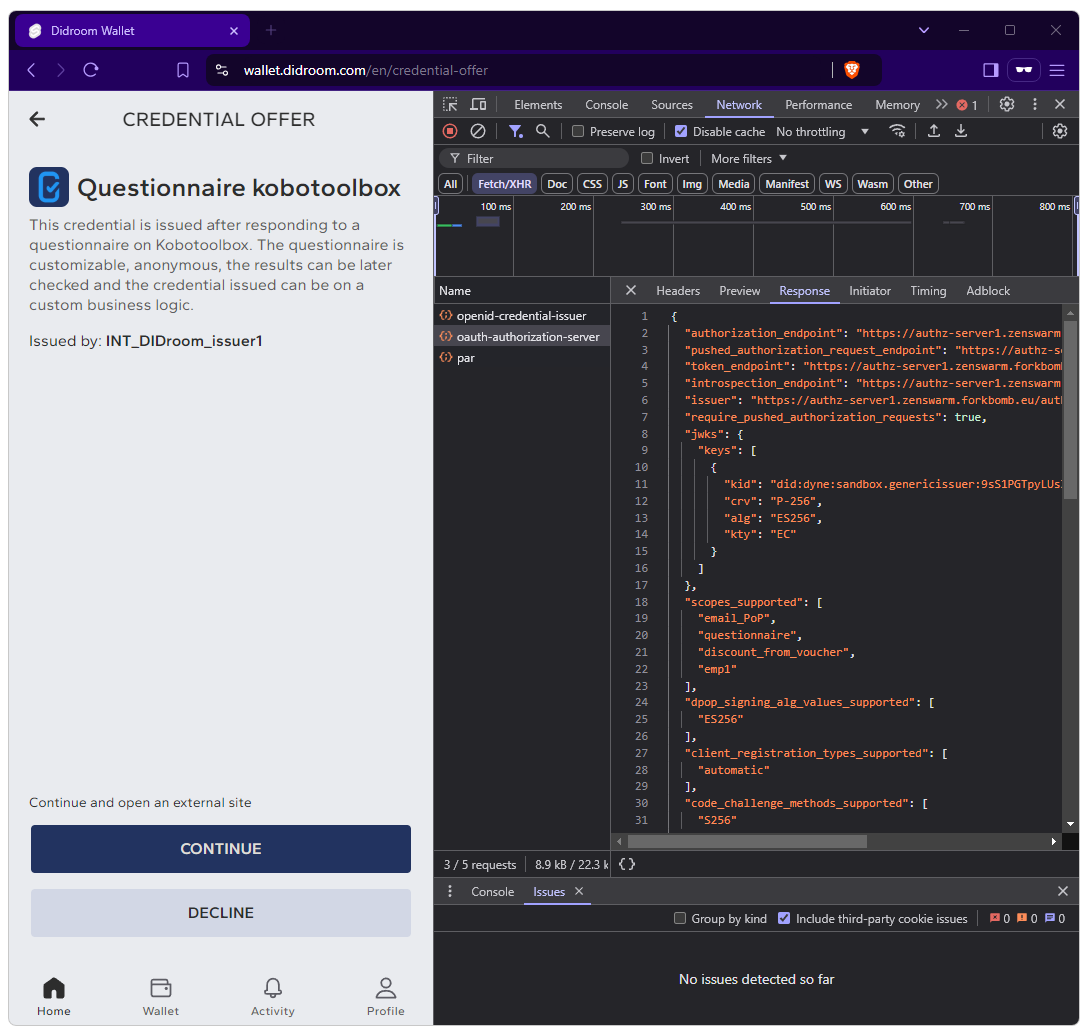 Didroom Wallet
wallet.didroom.com/en/credential-offer
CREDENTIAL OFFER
Questionnaire kobotoolbox
This credential is issued after responding to a
questionnaire on Kobotoolbox. The questionnaire is
customizable, anonymous, the results can be later
checked and the credential issued can be on a
custom business logic.
Issued by: INT_DIDroom_issuer1
Continue and open an external site
CONTINUE
DECLINE
Home Wallet Activity Profile
Elements Console Sources Network Performance Memory 1
Preserve log Disable cache No throttling
Filter Invert More filters
All Fetch/XHR Doc CSS JS Font Img Media Manifest WS Wasm Other
100 ms 200 ms 300 ms 400 ms 500 ms 600 ms 700 ms 800 ms
Name
openid-credential-issuer
oauth-authorization-server
par
Headers Preview Response Initiator Timing Adblock
1 {
2 "authorization_endpoint": "https://authz-server1.zenswarm
3 "pushed_authorization_request_endpoint": "https://authz-s
4 "token_endpoint": "https://authz-server1.zenswarm.forkbomb
5 "introspection_endpoint": "https://authz-server1.zenswarm
6 "issuer": "https://authz-server1.zenswarm.forkbomb.eu/aut
7 "require_pushed_authorization_requests": true,
8 "jwks": {
9 "keys": [
10 {
11 "kid": "did:dyne:sandbox.genericissuer:9sS1PGTpyLUs
12 "crv": "P-256",
13 "alg": "ES256",
14 "kty": "EC"
15 }
16 ]
17 },
18 "scopes_supported": [
19 "email_PoP",
20 "questionnaire",
21 "discount_from_voucher",
22 "emp1"
23 ],
24 "dpop_signing_alg_values_supported": [
25 "ES256"
26 ],
27 "client_registration_types_supported": [
28 "automatic"
29 ],
30 "code_challenge_methods_supported": [
31 "S256"
3 / 5 requests 8.9 kB / 22.3 k {}
Console Issues
Group by kind Include third-party cookie issues 0 0 0
No issues detected so far